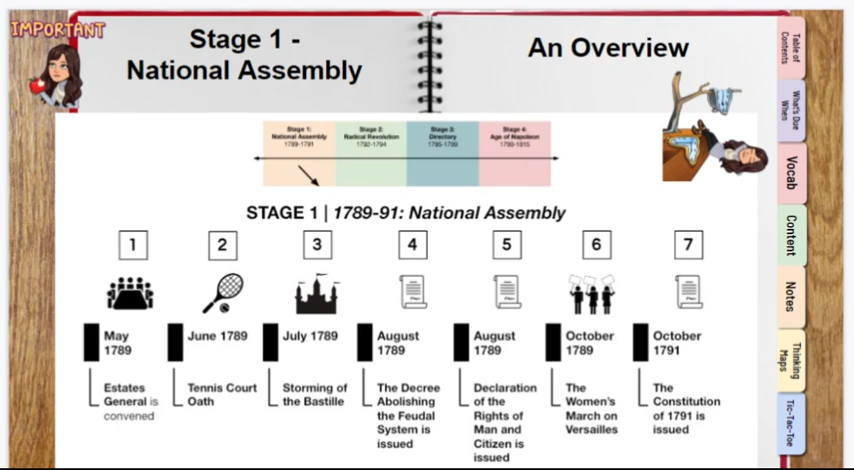 IMPORTANT
Stage 1 -
National Assembly
An Overview
Stage 1:
National Assembly
1789-1791
Stage 2:
Radical Revolution
1792-1794
Stage 3:
Directory
1795-1799
Stage 4:
Age of Napoleon
1799-1815
STAGE 1 | 1789-91: National Assembly
1
2
3
4
5
6
7
May
1789
June 1789
July 1789
August
1789
August
1789
October
1789
October
1791
Estates
General is
convened
Tennis Court
Oath
Storming of
the Bastille
The Decree
Abolishing
the Feudal
System is
issued
Declaration
of the
Rights of
Man and
Citizen is
issued
The
Women's
March on
Versailles
The
Constitution
of 1791 is
issued
Table of
Contents
What's Due
When
Vocab
Content
Notes
Thinking
Maps
Tic-Tac-Toe